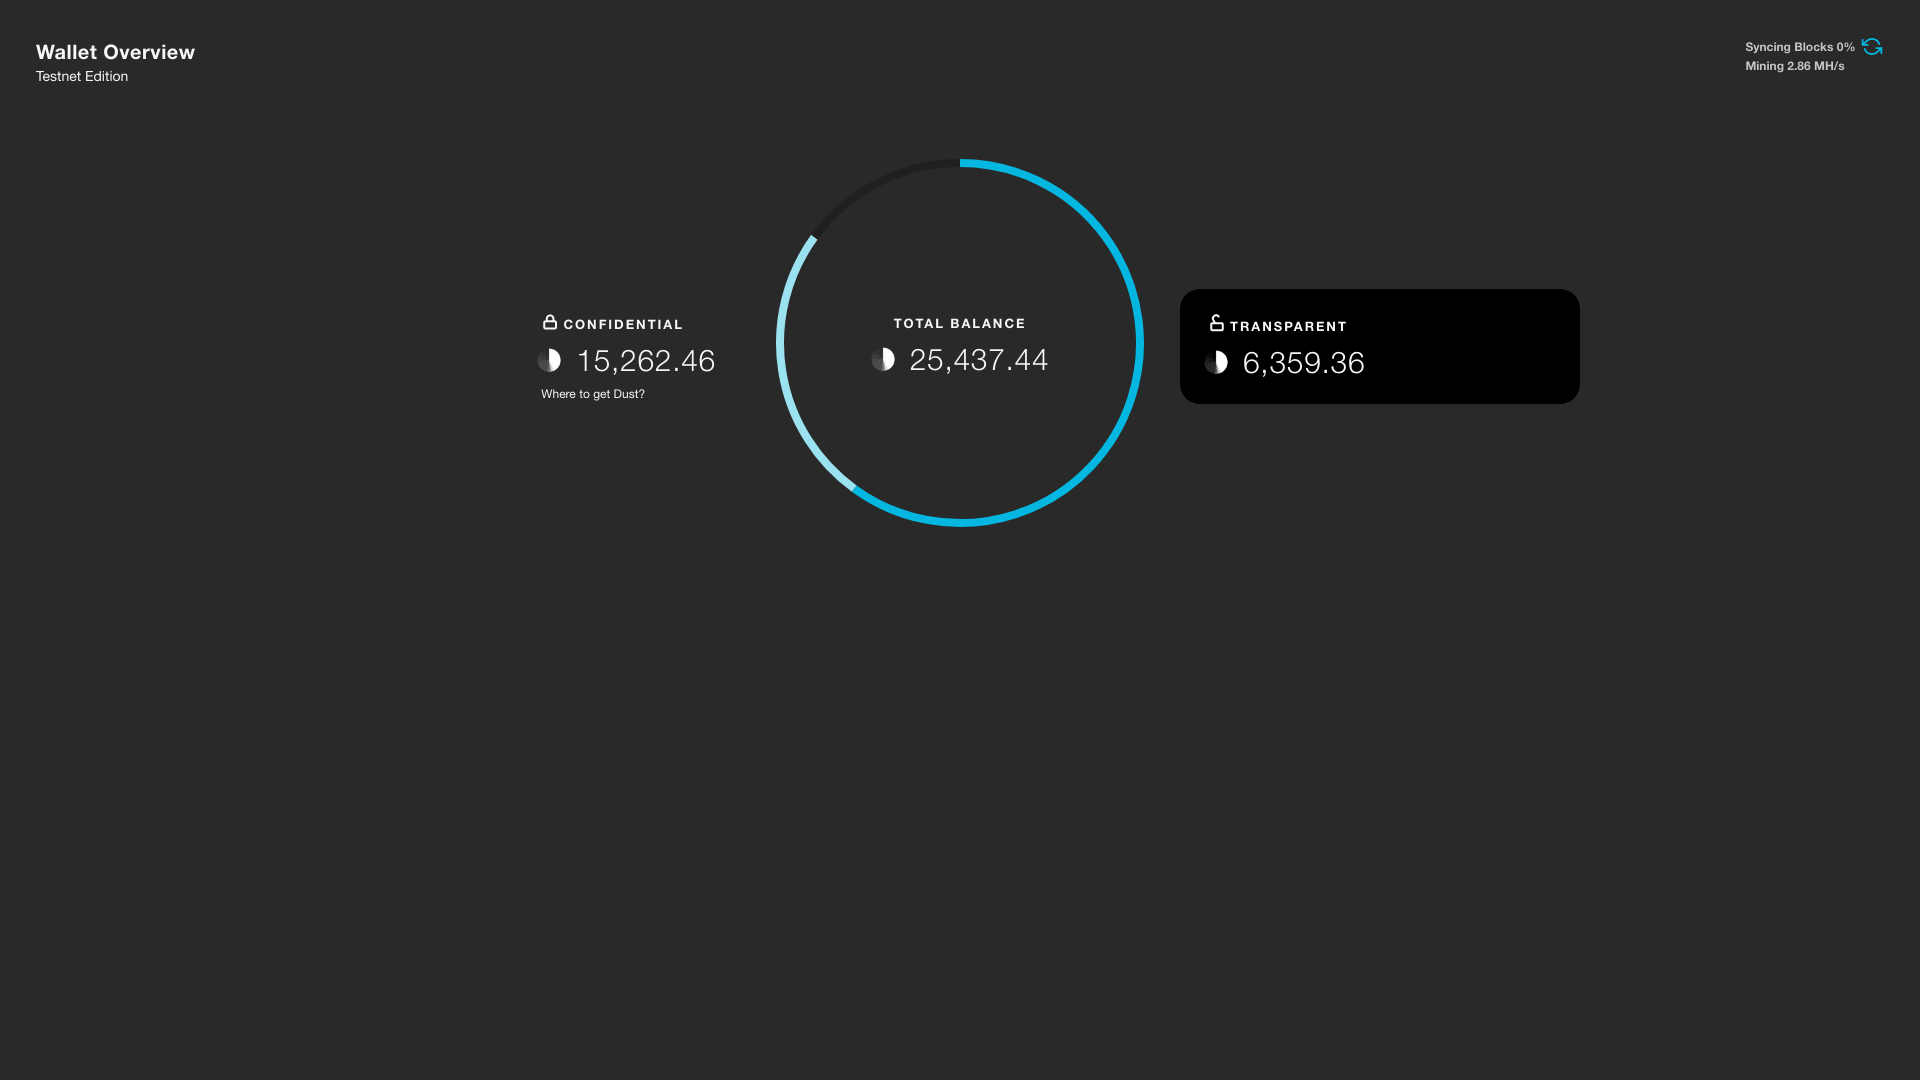 Wallet Overview
Testnet Edition
Syncing Blocks 0%
Mining 2.86 MH/s
CONFIDENTIAL
15,262.46
Where to get Dust?
TOTAL BALANCE
25,437.44
TRANSPARENT
6,359.36